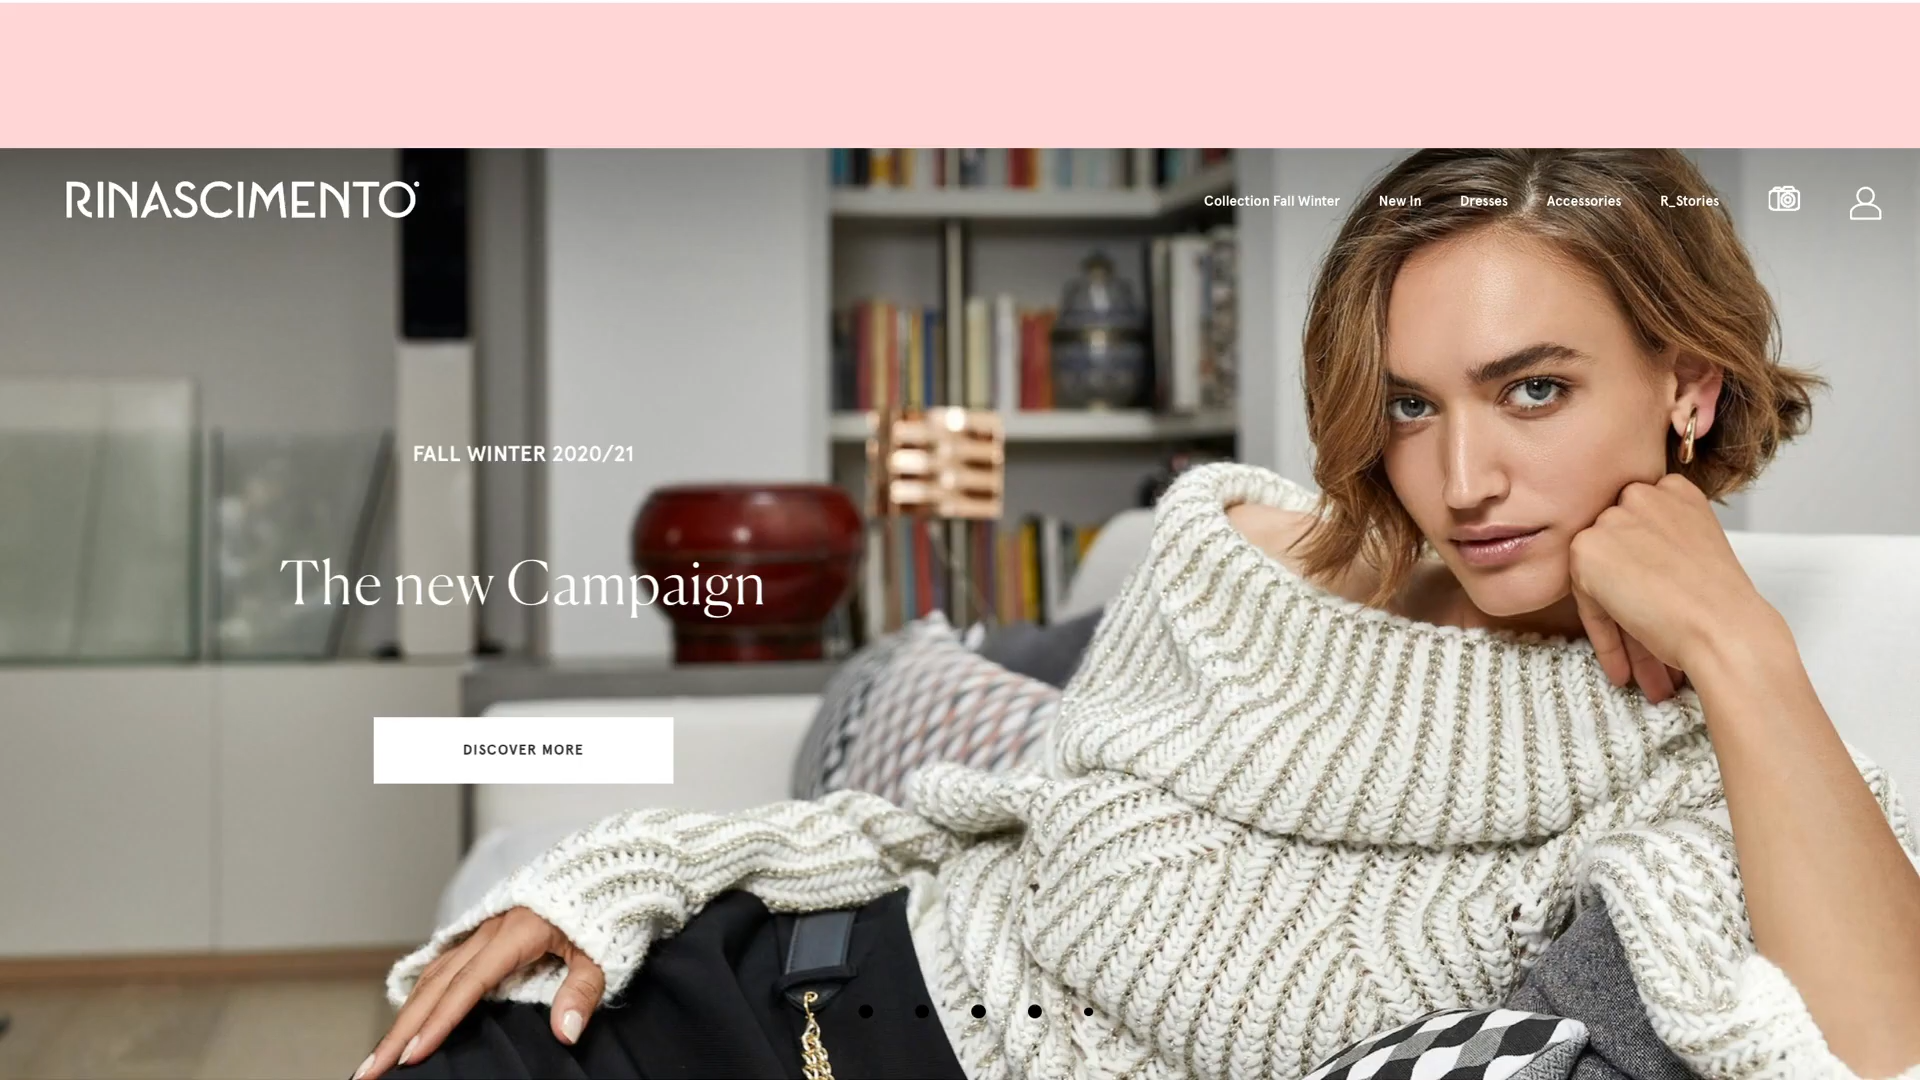 RINASCIMENTO
Collection Fall Winter
New In
Dresses
Accessories
R_Stories
FALL WINTER 2020/21
The new Campaign
DISCOVER MORE